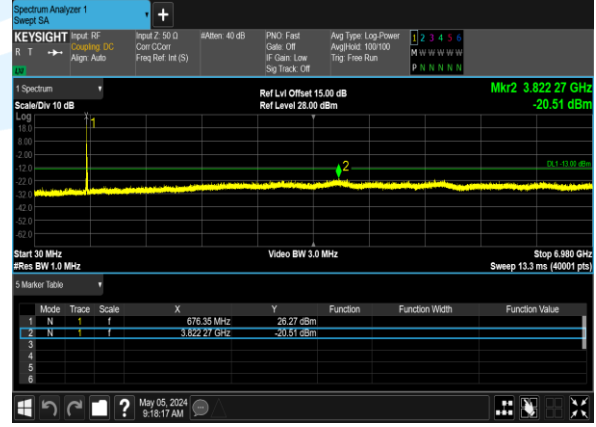 Spectrum Analyzer 1
Swept SA
+
KEYSIGHT Input: RF Input Z: 50 Ω #Atten: 40 dB PNO: Fast Avg Type: Log-Power 1 2 3 4 5 6
R T Coupling: DC Corr CCorr Gate: Off Avg|Hold: 100/100 M W W W W W
Align: Auto Freq Ref: Int (S) IF Gain: Low Trig: Free Run P N N N N N
LW Sig Track: Off
1 Spectrum Ref Lvl Offset 15.00 dB Mkr2 3.822 27 GHz
Scale/Div 10 dB Ref Level 28.00 dBm -20.51 dBm
Log
1
18.0
8.00
-2.00
-12.0
2
DL1 -13.00 dBm
-22.0
-32.0
-42.0
-52.0
-62.0
Start 30 MHz Video BW 3.0 MHz Stop 6.980 GHz
#Res BW 1.0 MHz Sweep 13.3 ms (40001 pts)
5 Marker Table
Mode Trace Scale X Y Function Function Width Function Value
1 N 1 f 676.35 MHz 26.27 dBm
2 N 1 f 3.822 27 GHz -20.51 dBm
3
4
5
6
? May 05, 2024
9:18:17 AM